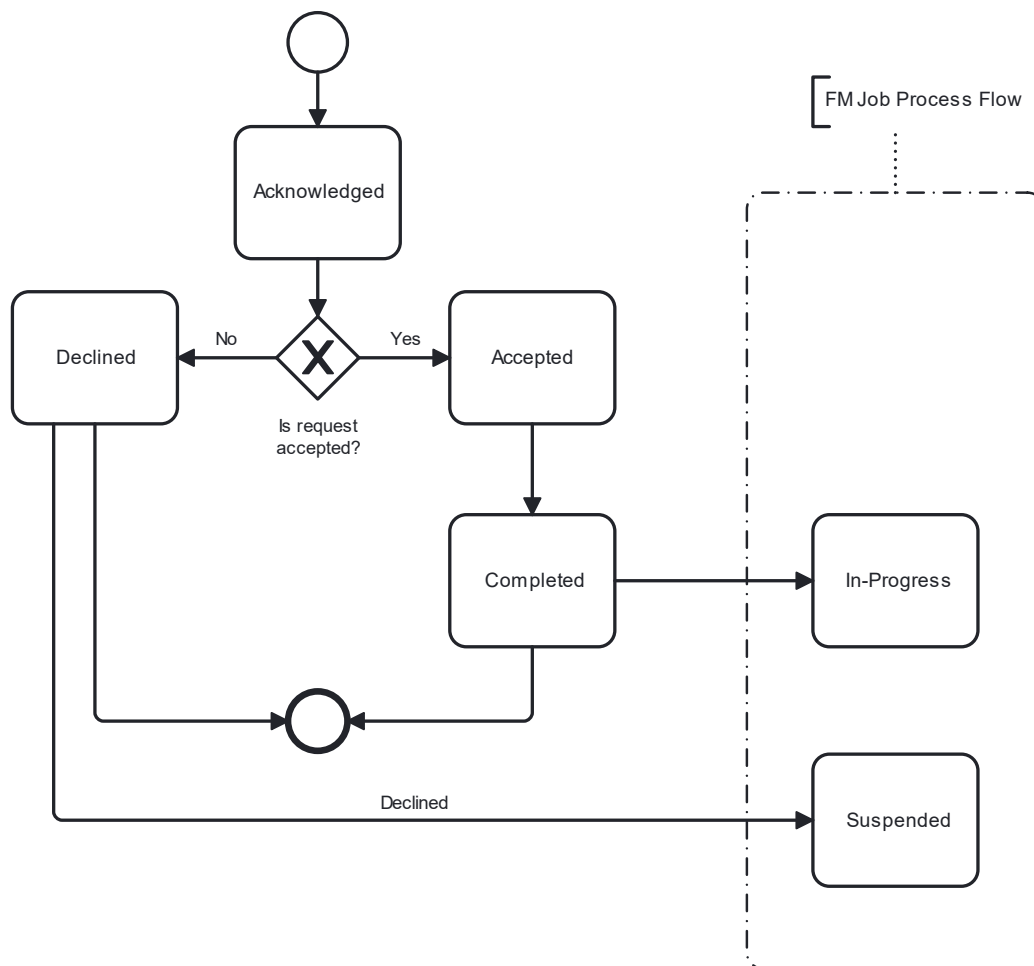 FM Job Process Flow
Acknowledged
Declined
No
X
Yes
Accepted
Is request
accepted?
Completed
In-Progress
Declined
Suspended